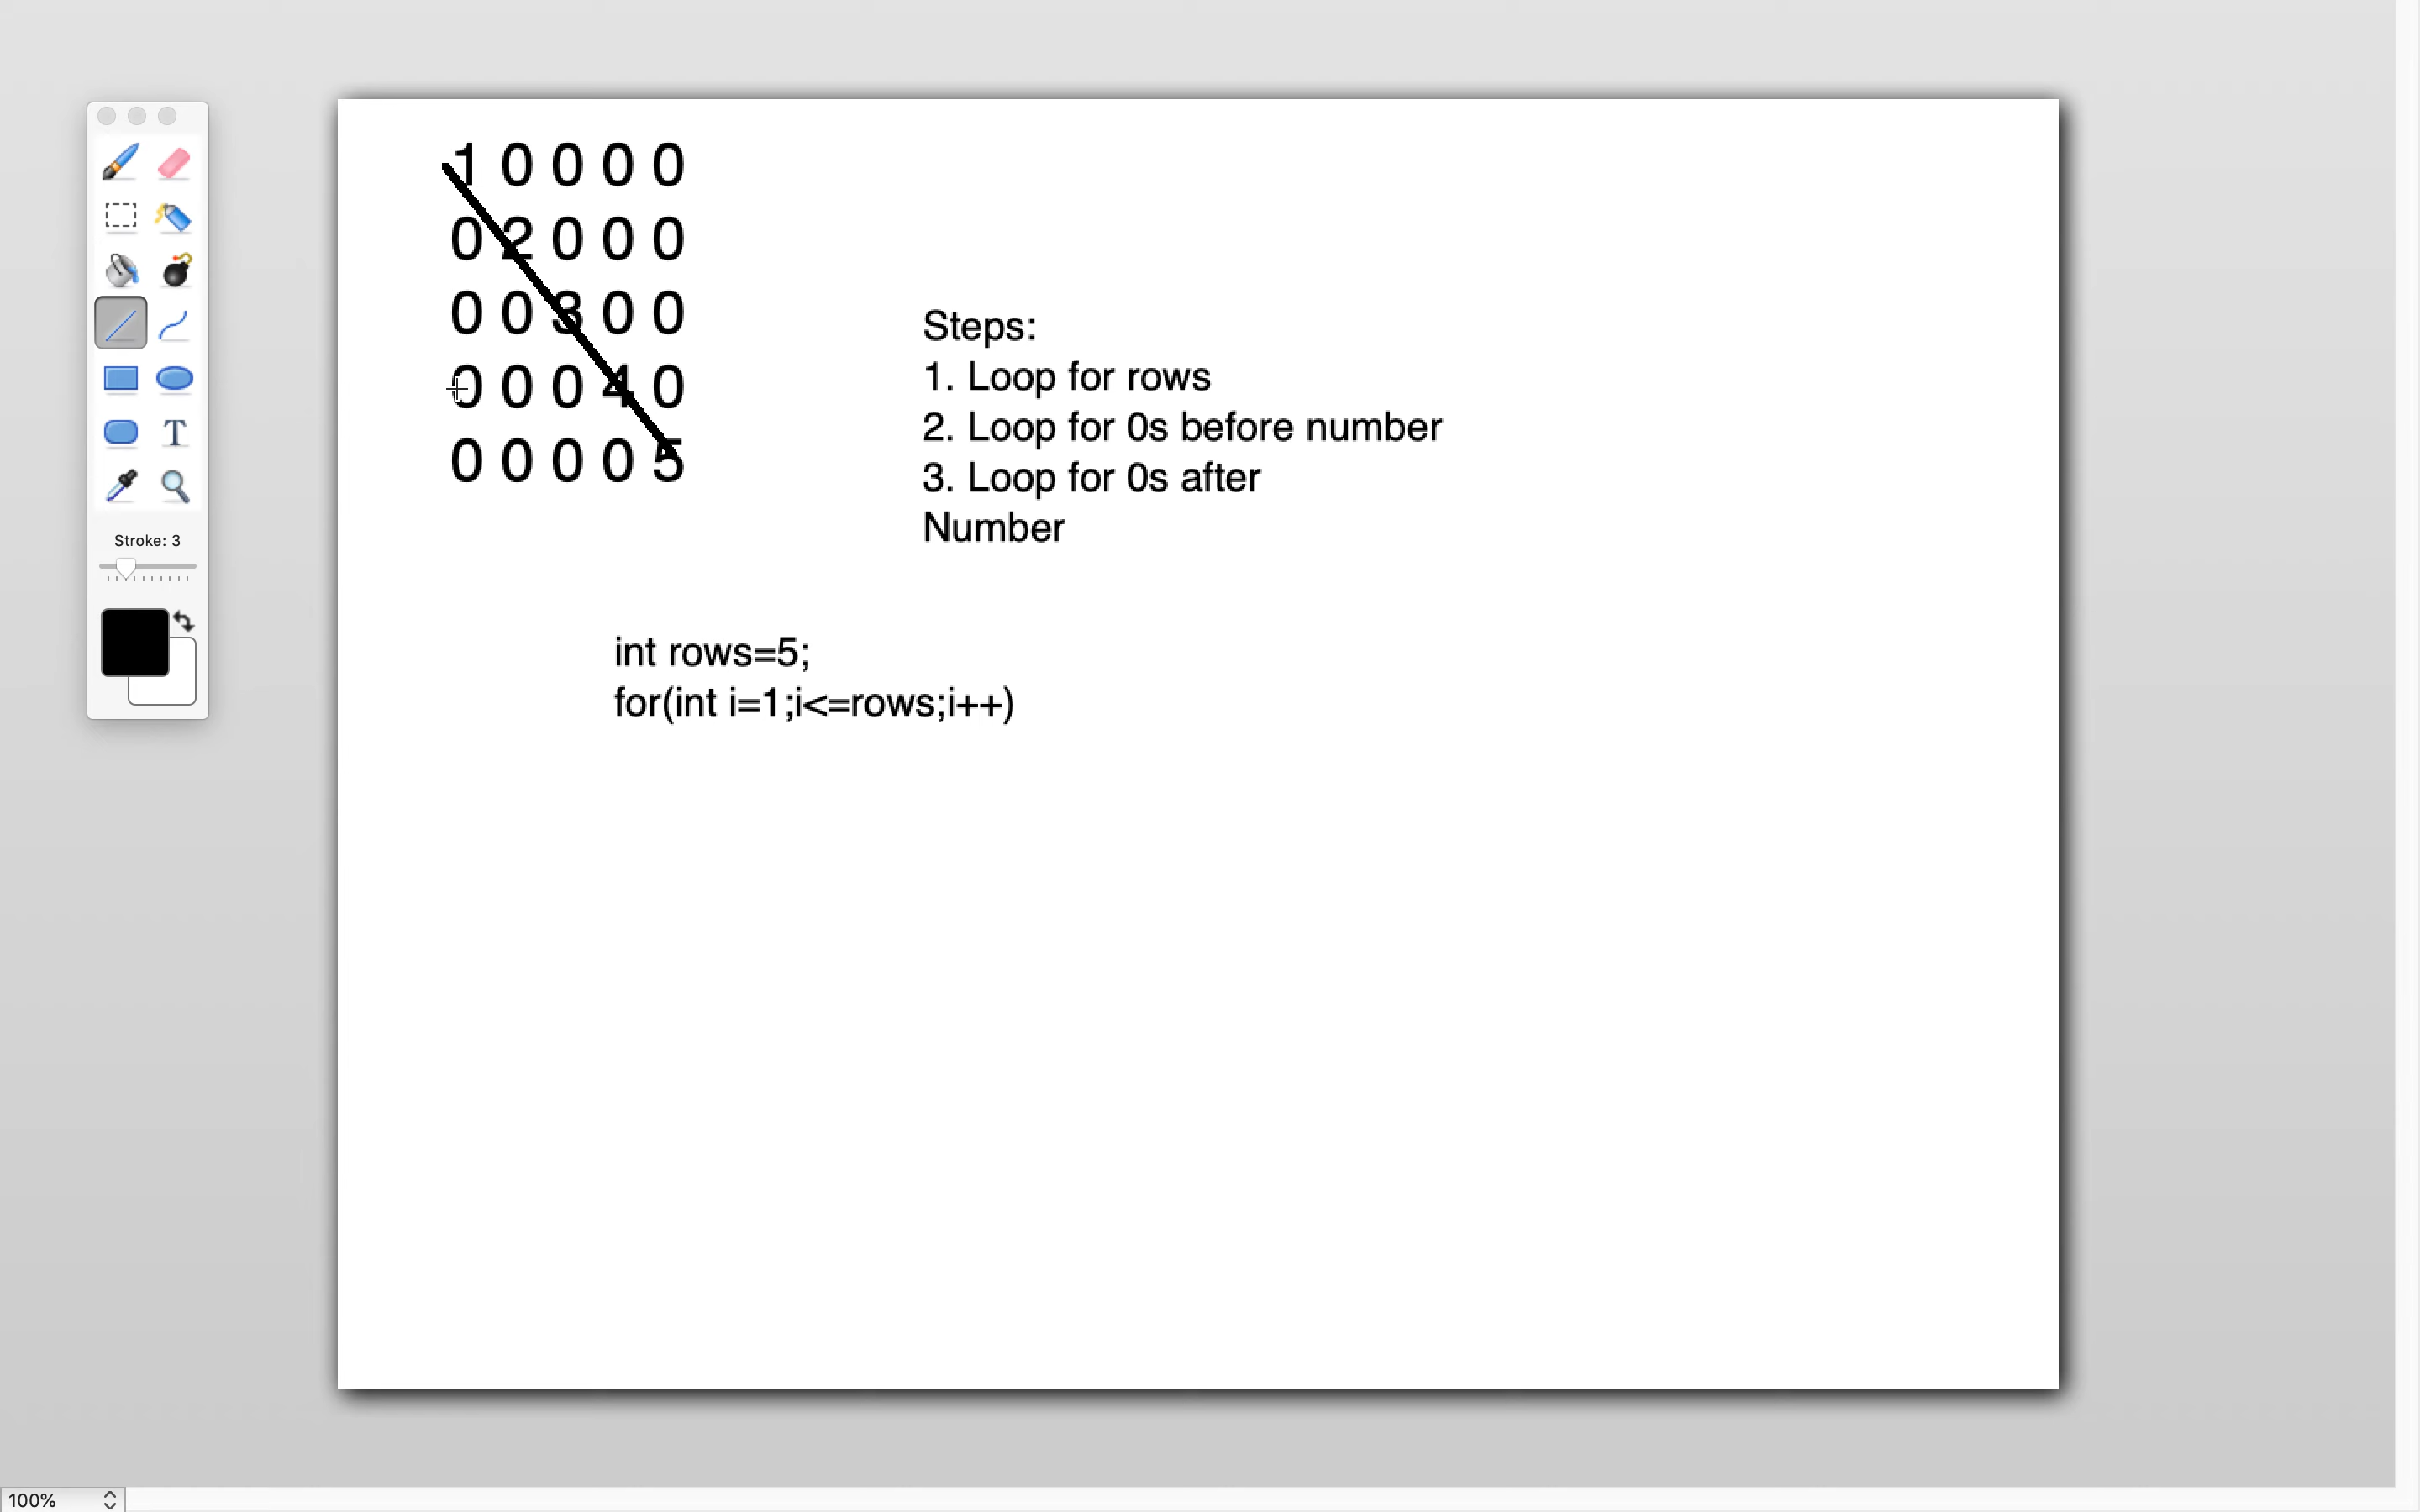 1 0 0 0 0
0 2 0 0 0
0 0 3 0 0
0 0 0 4 0
0 0 0 0 5
Steps:
1. Loop for rows
2. Loop for 0s before number
3. Loop for 0s after
Number
T
Stroke: 3
int rows=5;
for(int i=1;i<=rows;i++)
100%